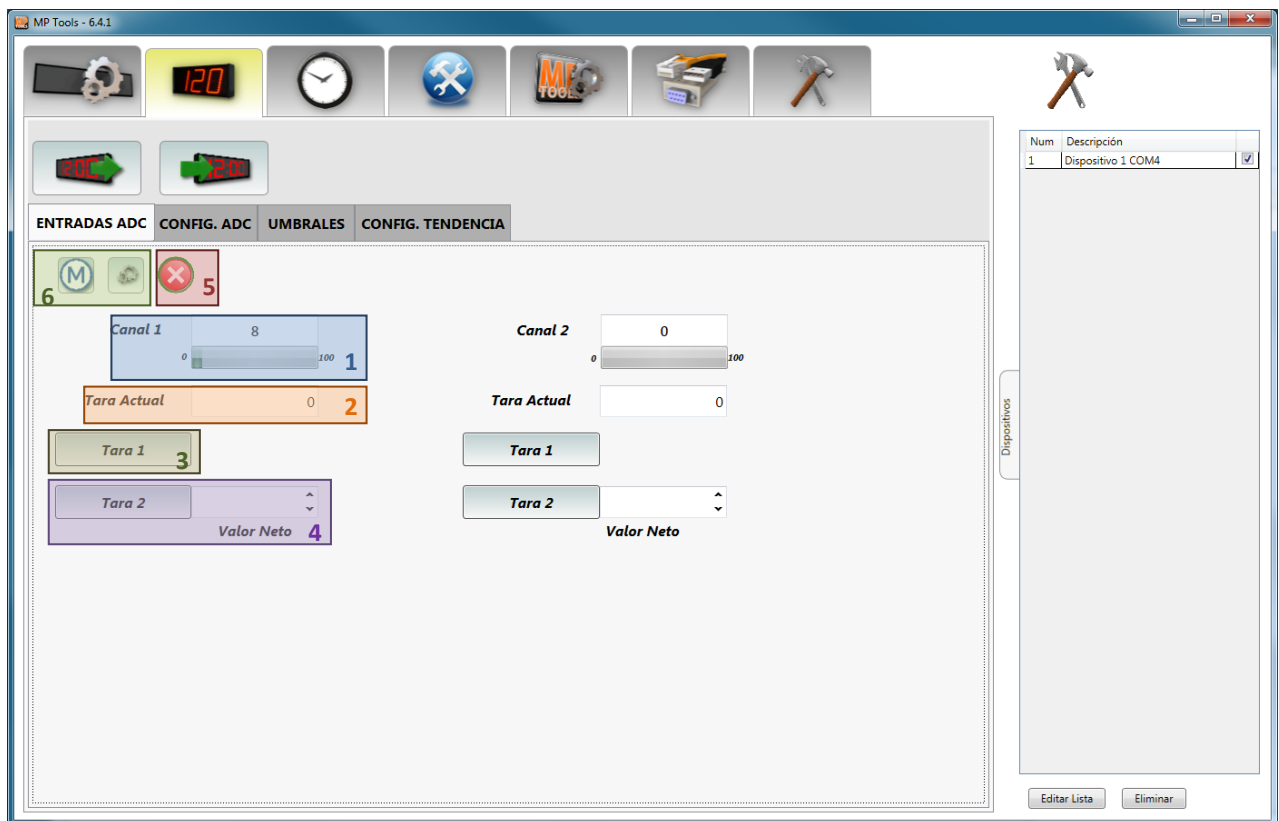 MP Tools - 6.4.1
120
MP
TOOLS
12:00
ENTRADAS ADC CONFIG. ADC UMBRALES CONFIG. TENDENCIA
M
6
5
Canal 1 8
0 100 1
Canal 2 0
0 100
Tara Actual 0 2
Tara Actual 0
Tara 1 3
Tara 1
Tara 2
Valor Neto 4
Tara 2
Valor Neto
Dispositivos
Num Descripción
1 Dispositivo 1 COM4
Editar Lista Eliminar